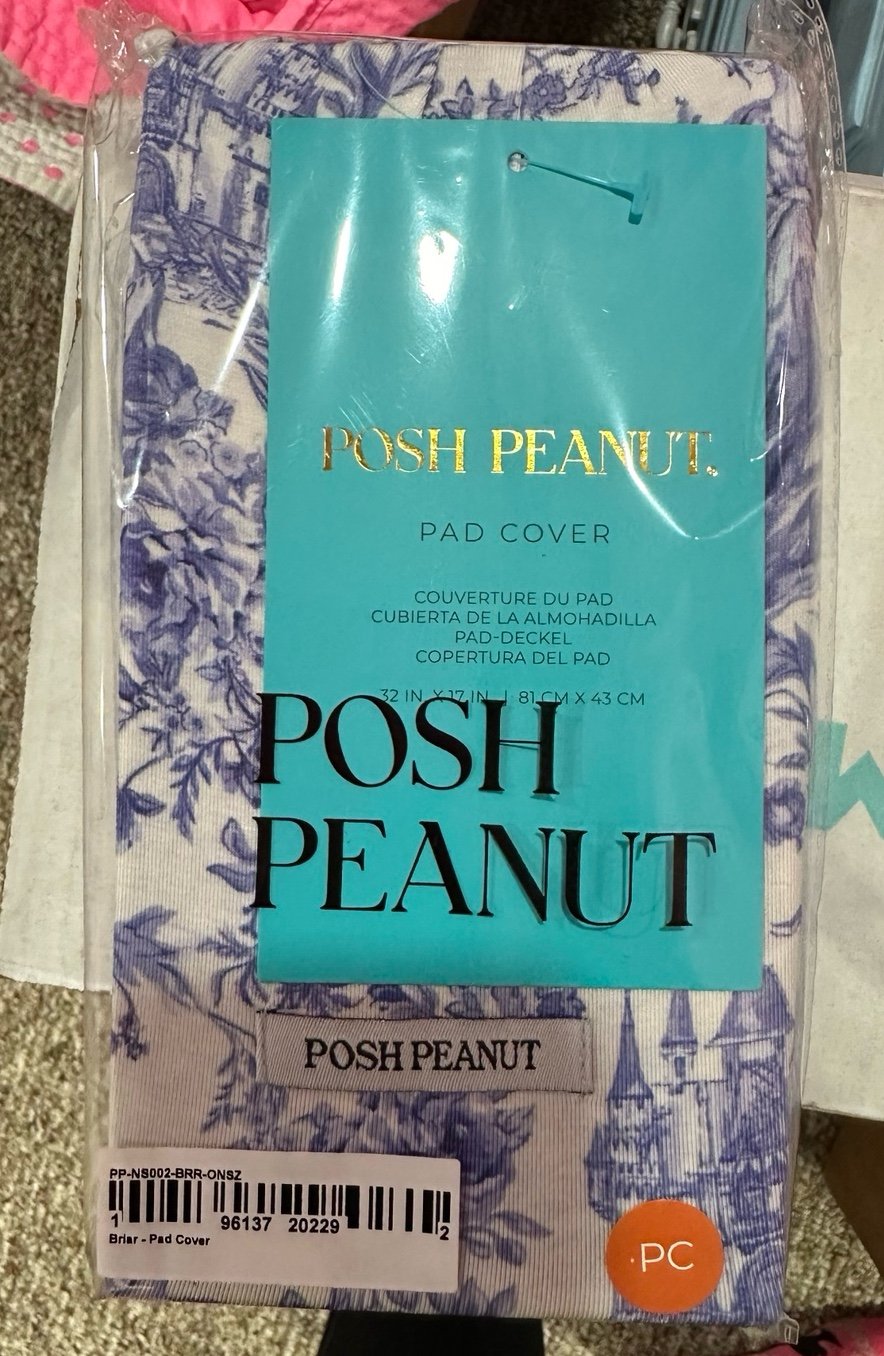 POSH PEANUT.
PAD COVER
COUVERTURE DU PAD
CUBIERTA DE LA ALMOHADILLA
PAD-DECKEL
COPERTURA DEL PAD
32 IN X 17 IN | 81 CM X 43 CM
POSH
PEANUT
POSH PEANUT
PP-NS002-BRR-ONSZ
1 96137 20229 2
Briar - Pad Cover
PC